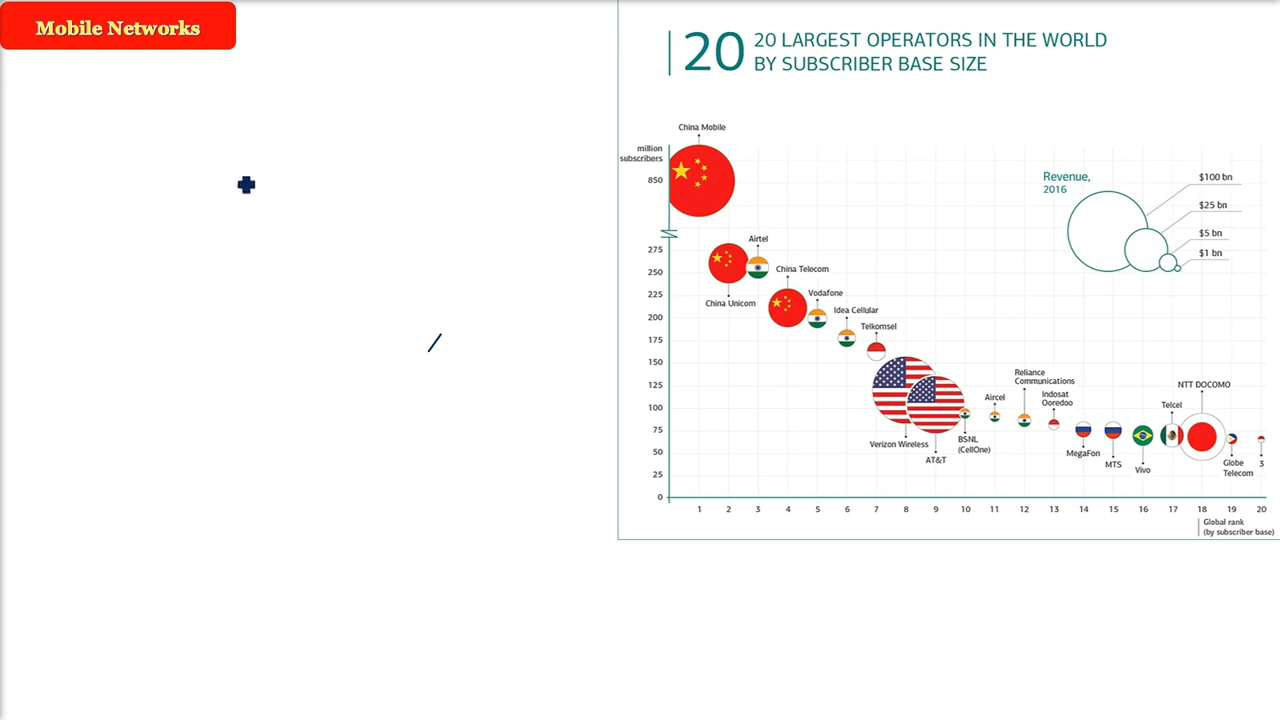 Mobile Networks
20
20 LARGEST OPERATORS IN THE WORLD
BY SUBSCRIBER BASE SIZE
China Mobile
million
subscribers
850
Revenue,
2016
$100 bn
$25 bn
$5 bn
$1 bn
275
250
225
200
175
150
125
100
75
50
25
0
Airtel
China Unicom
China Telecom
Vodafone
Idea Cellular
Telkomsel
Verizon Wireless
AT&T
BSNL
(CellOne)
Aircel
Reliance
Communications
Indosat
Ooredoo
MegaFon
MTS
Vivo
Telcel
NTT DOCOMO
Globe
Telecom
3
1 2 3 4 5 6 7 8 9 10 11 12 13 14 15 16 17 18 19 20
Global rank
(by subscriber base)